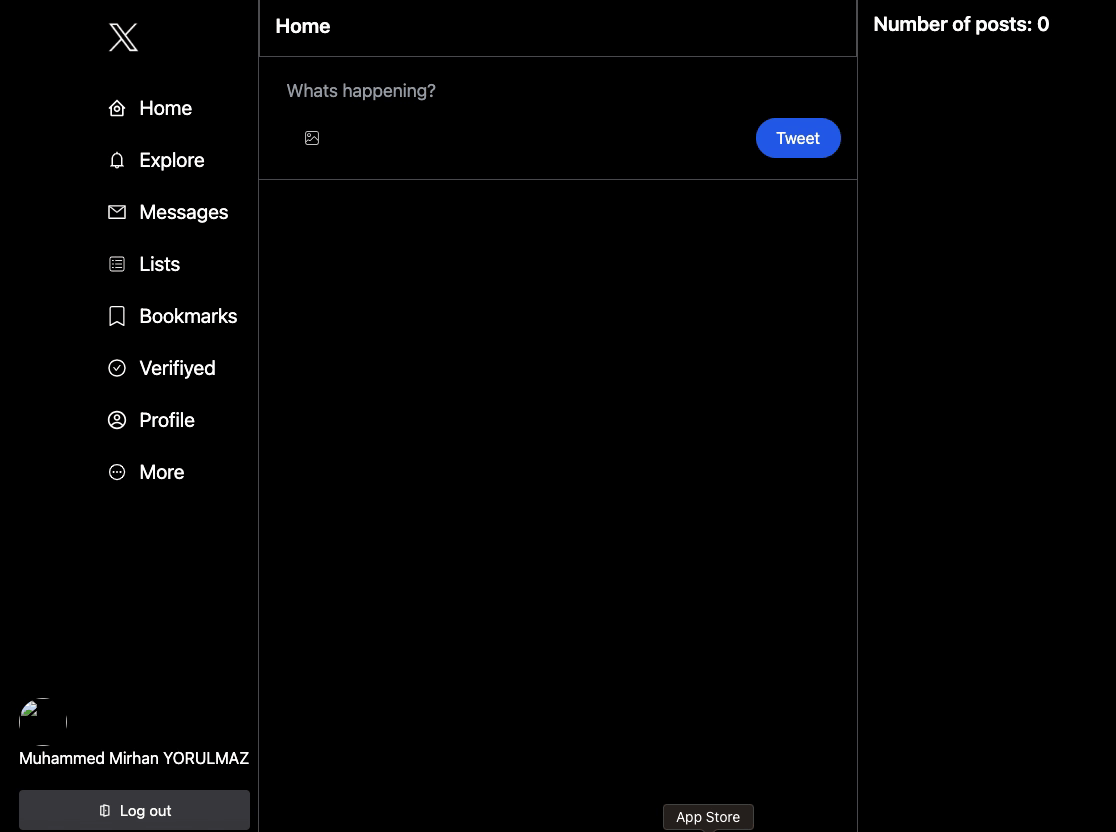 Home
Explore
Messages
Lists
Bookmarks
Verifiyed
Profile
More
Muhammed Mirhan YORULMAZ
Log out
Home
Whats happening?
Tweet
Number of posts: 0
App Store